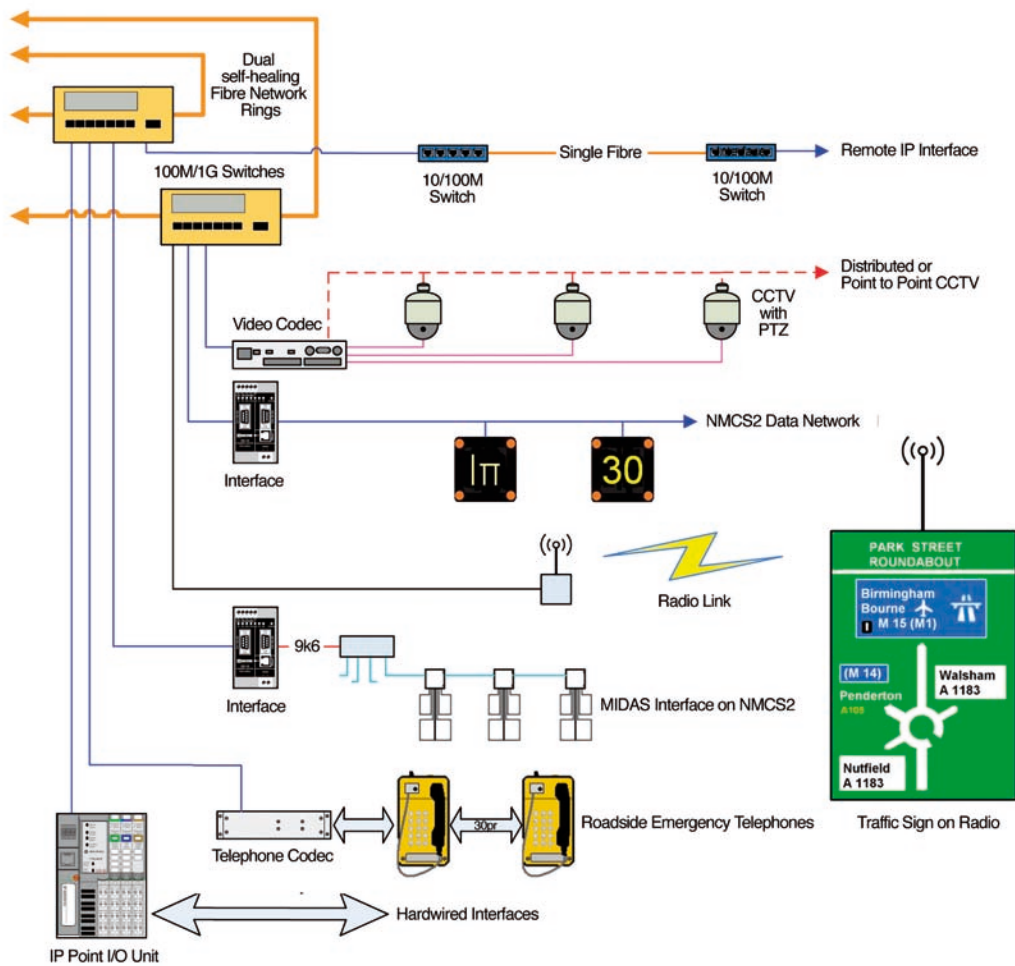 Dual
self-healing
Fibre Network
Rings
100M/1G Switches
10/100M
Switch
Single Fibre
10/100M
Switch
Remote IP Interface
Distributed or
Point to Point CCTV
CCTV
with
PTZ
Video Codec
NMCS2 Data Network
Interface
30
Radio Link
PARK STREET
ROUNDABOUT
Birmingham
Bourne
M 15 (M1)
(M 14)
Walsham
A 1183
Penderton
A105
Nutfield
A 1183
Traffic Sign on Radio
9k6
Interface
MIDAS Interface on NMCS2
Telephone Codec
30pr
Roadside Emergency Telephones
Hardwired Interfaces
IP Point I/O Unit